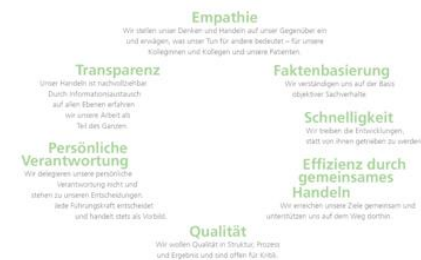 Empathie
Wir stellen unser Denken und Handeln auf unser Gegenüber ein
und erwägen, was unser Tun für andere bedeutet – für unsere
Kolleginnen und Kollegen und unsere Patienten.
Transparenz
Unser Handeln ist nachvollziehbar
Durch Informationsaustausch
auf allen Ebenen erfahren
wir unsere Arbeit als
Teil des Ganzen.
Faktenbasierung
Wir verständigen uns auf der Basis
objektiver Sachverhalte
Schnelligkeit
Wir treiben die Entwicklungen,
statt von ihnen getrieben zu werden
Persönliche
Verantwortung
Wir delegieren unsere persönliche
Verantwortung nicht und
stehen zu unseren Entscheidungen.
Jede Führungskraft entscheidet
und handelt stets als Vorbild.
Effizienz durch
gemeinsames
Handeln
Wir erreichen unsere Ziele gemeinsam und
unterstützen uns auf dem Weg dorthin.
Qualität
Wir wollen Qualität in Struktur, Prozess
und Ergebnis und sind offen für Kritik.